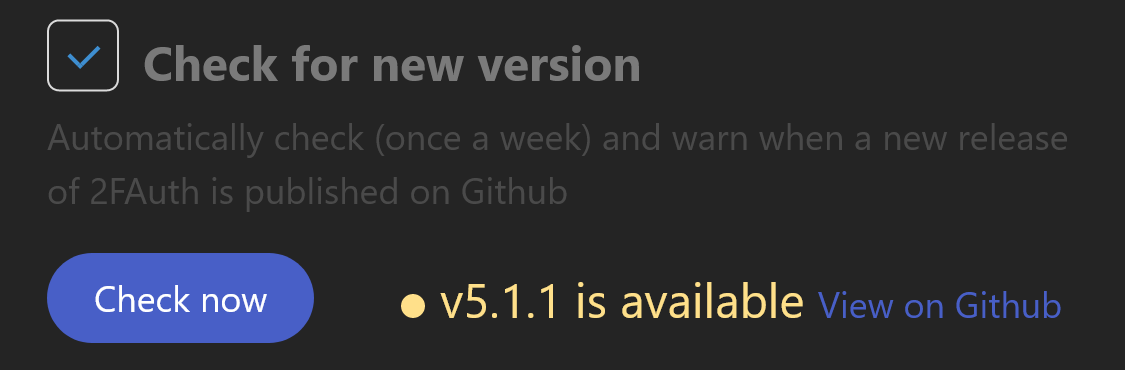 Check for new version
Automatically check (once a week) and warn when a new release
of 2FAuth is published on Github
Check now
v5.1.1 is available View on Github